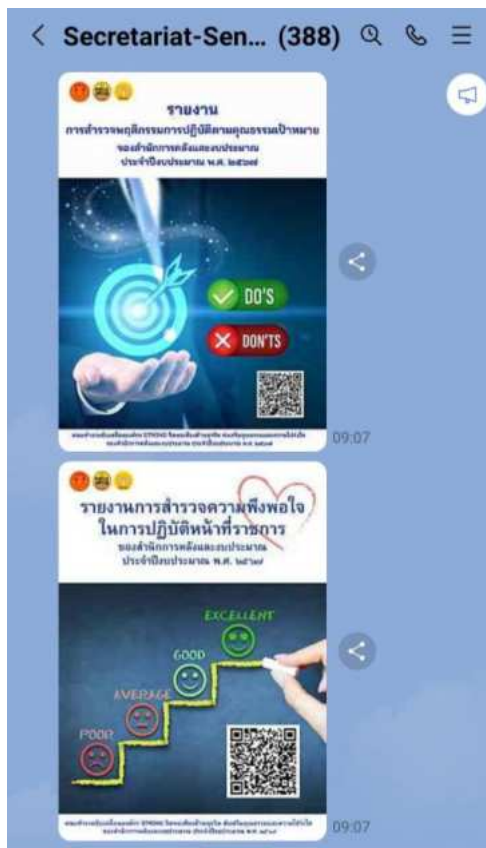 Secretariat-Sen... (388)
รายงาน
การสำรวจพฤติกรรมการปฏิบัติตามคุณธรรมเป้าหมาย
ของสำนักการคลังและงบประมาณ
ประจำปีงบประมาณ พ.ศ. ๒๕๖๗
DO'S
DON'TS
09:07
รายงานการสำรวจความพึงพอใจ
ในการปฏิบัติหน้าที่ราชการ
ของสำนักการคลังและงบประมาณ
ประจำปีงบประมาณ พ.ศ. ๒๕๖๗
EXCELLENT
GOOD
AVERAGE
POOR
09:07